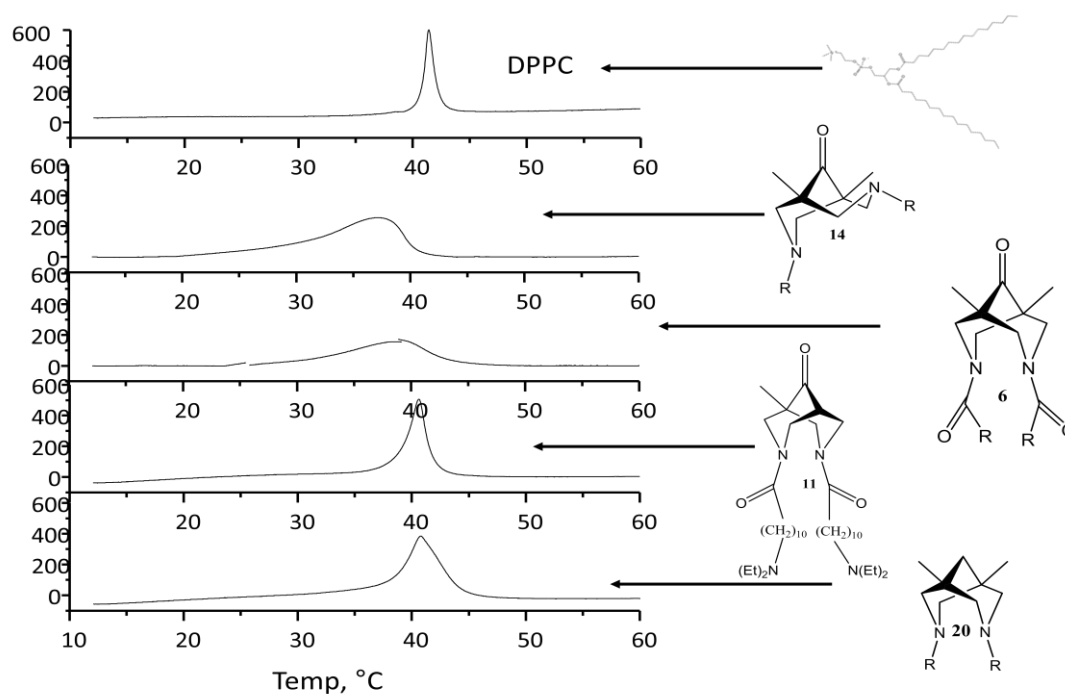 600
400
200
0
DPPC
20 30 40 50 60
600
400
200
0
O
N
R
14
N
R
20 30 40 50 60
600
400
200
0
O
N N
6
O R R O
20 30 40 50 60
600
400
200
0
O
N N
O 11 O
(CH₂)₁₀ (CH₂)₁₀
(Et)₂N N(Et)₂
20 30 40 50 60
600
400
200
0
N 20 N
R R
10 20 30 40 50 60
Temp, °C